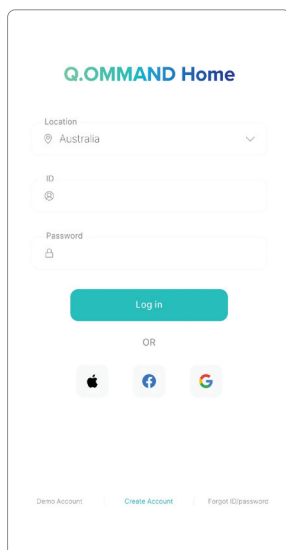 Q.OMMAND Home
Location
Australia
ID
Password
Log in
OR
Demo Account Create Account Forgot ID/password